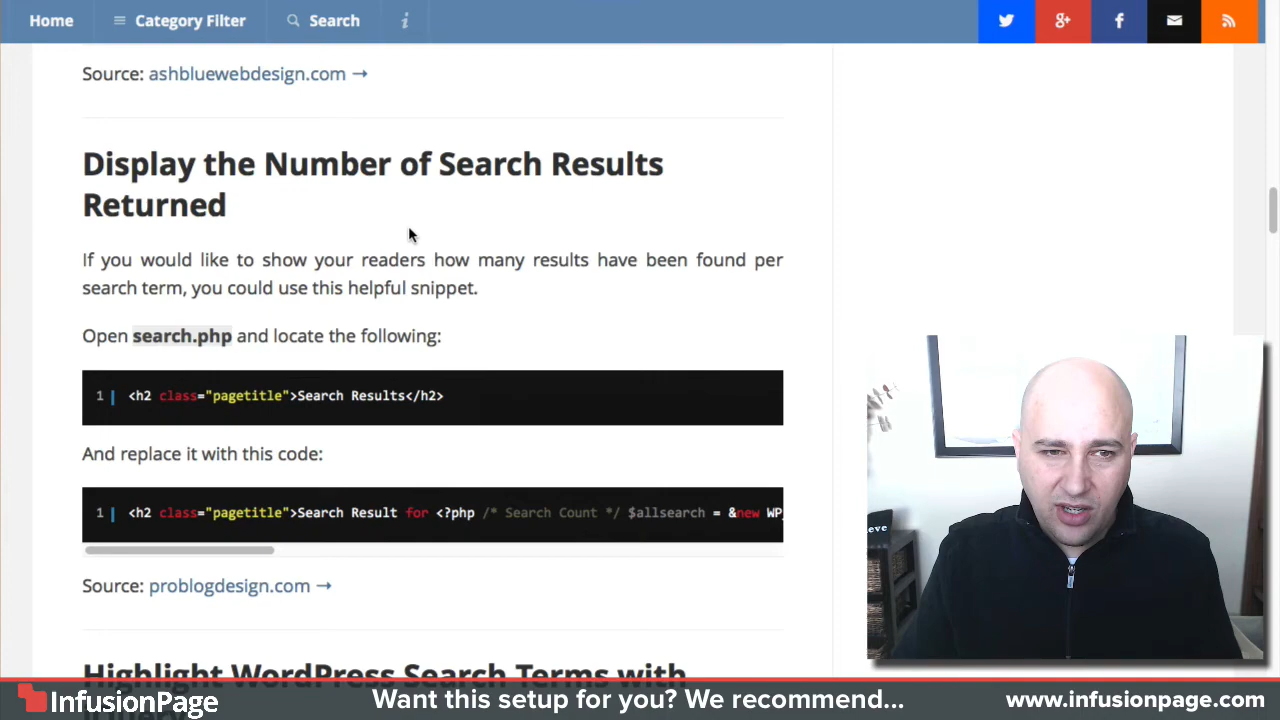 Home Category Filter Search i
Source: ashbluewebdesign.com →
Display the Number of Search Results
Returned
If you would like to show your readers how many results have been found per
search term, you could use this helpful snippet.
Open search.php and locate the following:
1 <h2 class="pagetitle">Search Results</h2>
And replace it with this code:
1 <h2 class="pagetitle">Search Result for <?php /* Search Count */ $allsearch = &new WP_
Source: problogdesign.com →
Highlight WordPress Search Terms with
jQuery
eve
InfusionPage Want this setup for you? We recommend... www.infusionpage.com